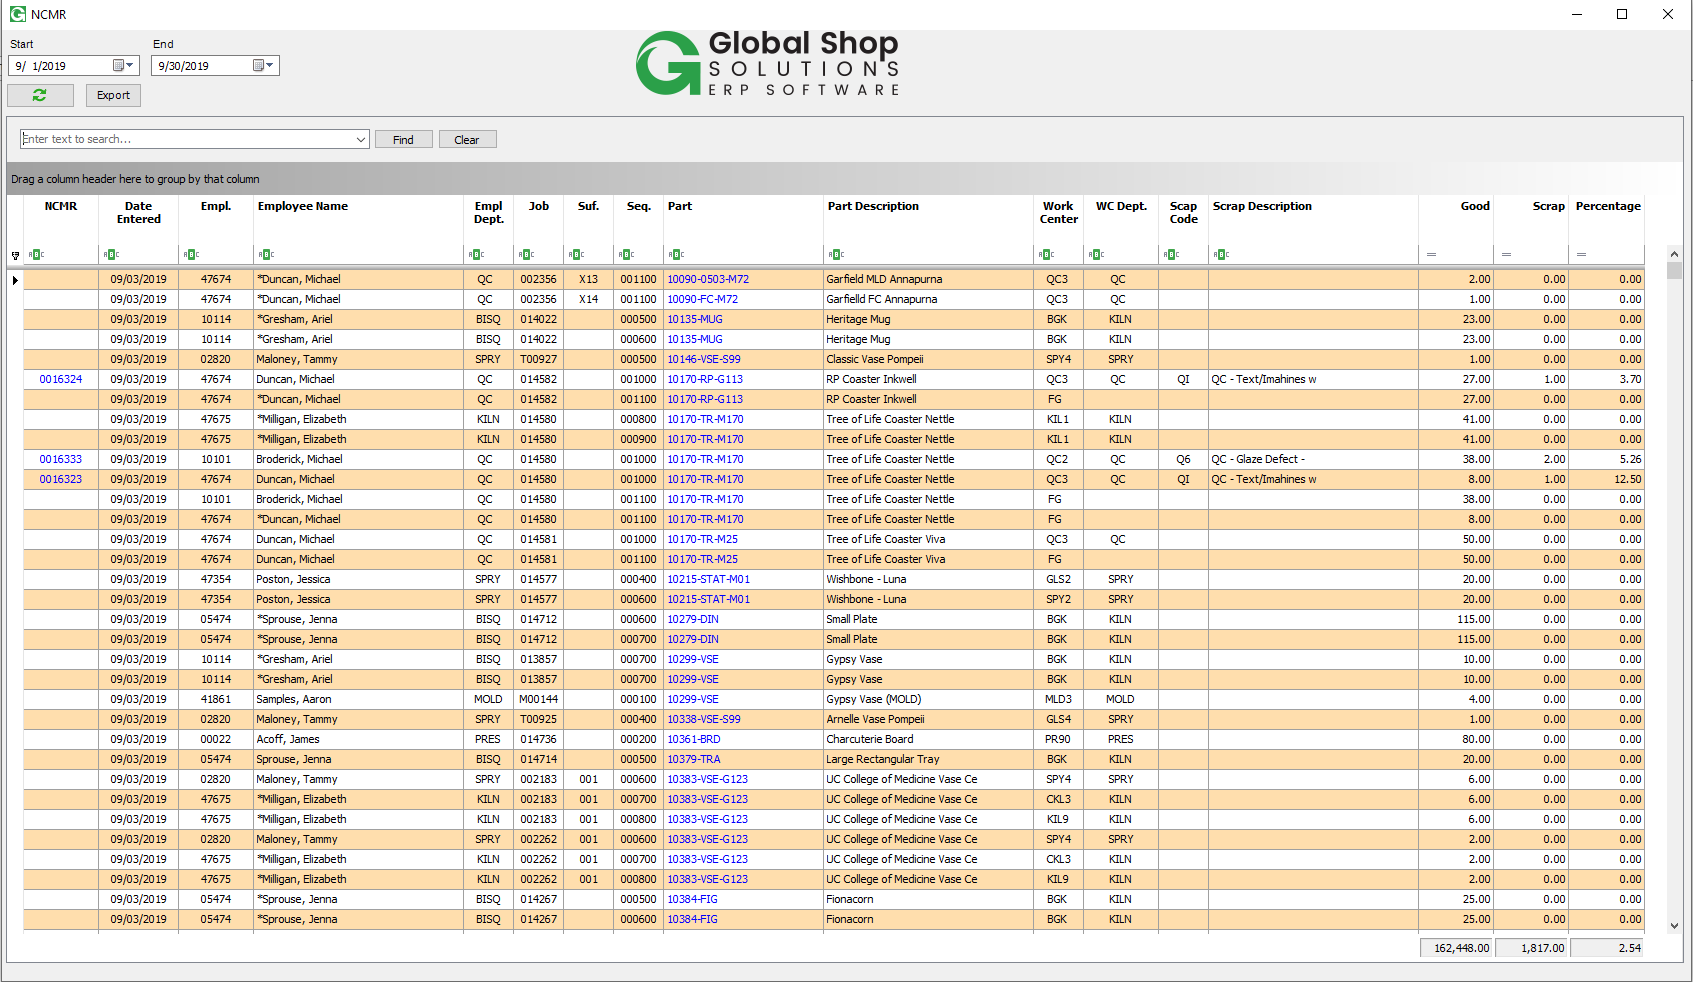 NCMR
Start End
9/ 1/2019 9/30/2019
Global Shop
SOLUTIONS
ERP SOFTWARE
Export
Enter text to search... Find Clear
Drag a column header here to group by that column
NCMR Date Entered Empl. Employee Name Empl Dept. Job Suf. Seq. Part Part Description Work Center WC Dept. Scap Code Scrap Description Good Scrap Percentage
ABC ABC ABC ABC ABC ABC ABC ABC ABC ABC ABC ABC ABC ABC = = =
09/03/2019 47674 *Duncan, Michael QC 002356 X13 001100 10090-0503-M72 Garfield MLD Annapurna QC3 QC 2.00 0.00 0.00
09/03/2019 47674 *Duncan, Michael QC 002356 X14 001100 10090-FC-M72 Garfielld FC Annapurna QC3 QC 1.00 0.00 0.00
09/03/2019 10114 *Gresham, Ariel BISQ 014022 000500 10135-MUG Heritage Mug BGK KILN 23.00 0.00 0.00
09/03/2019 10114 *Gresham, Ariel BISQ 014022 000600 10135-MUG Heritage Mug BGK KILN 23.00 0.00 0.00
09/03/2019 02820 Maloney, Tammy SPRY T00927 000500 10146-VSE-S99 Classic Vase Pompeii SPY4 SPRY 1.00 0.00 0.00
0016324 09/03/2019 47674 Duncan, Michael QC 014582 001000 10170-RP-G113 RP Coaster Inkwell QC3 QC QI QC - Text/Imahines w 27.00 1.00 3.70
09/03/2019 47674 *Duncan, Michael QC 014582 001100 10170-RP-G113 RP Coaster Inkwell FG 27.00 0.00 0.00
09/03/2019 47675 *Milligan, Elizabeth KILN 014580 000800 10170-TR-M170 Tree of Life Coaster Nettle KIL1 KILN 41.00 0.00 0.00
09/03/2019 47675 *Milligan, Elizabeth KILN 014580 000900 10170-TR-M170 Tree of Life Coaster Nettle KIL1 KILN 41.00 0.00 0.00
0016333 09/03/2019 10101 Broderick, Michael QC 014580 001000 10170-TR-M170 Tree of Life Coaster Nettle QC2 QC Q6 QC - Glaze Defect - 38.00 2.00 5.26
0016323 09/03/2019 47674 Duncan, Michael QC 014580 001000 10170-TR-M170 Tree of Life Coaster Nettle QC3 QC QI QC - Text/Imahines w 8.00 1.00 12.50
09/03/2019 10101 Broderick, Michael QC 014580 001100 10170-TR-M170 Tree of Life Coaster Nettle FG 38.00 0.00 0.00
09/03/2019 47674 *Duncan, Michael QC 014580 001100 10170-TR-M170 Tree of Life Coaster Nettle FG 8.00 0.00 0.00
09/03/2019 47674 Duncan, Michael QC 014581 001000 10170-TR-M25 Tree of Life Coaster Viva QC3 QC 50.00 0.00 0.00
09/03/2019 47674 Duncan, Michael QC 014581 001100 10170-TR-M25 Tree of Life Coaster Viva FG 50.00 0.00 0.00
09/03/2019 47354 Poston, Jessica SPRY 014577 000400 10215-STAT-M01 Wishbone - Luna GLS2 SPRY 20.00 0.00 0.00
09/03/2019 47354 Poston, Jessica SPRY 014577 000600 10215-STAT-M01 Wishbone - Luna SPY2 SPRY 20.00 0.00 0.00
09/03/2019 05474 *Sprouse, Jenna BISQ 014712 000600 10279-DIN Small Plate BGK KILN 115.00 0.00 0.00
09/03/2019 05474 *Sprouse, Jenna BISQ 014712 000700 10279-DIN Small Plate BGK KILN 115.00 0.00 0.00
09/03/2019 10114 *Gresham, Ariel BISQ 013857 000700 10299-VSE Gypsy Vase BGK KILN 10.00 0.00 0.00
09/03/2019 10114 *Gresham, Ariel BISQ 013857 000700 10299-VSE Gypsy Vase BGK KILN 10.00 0.00 0.00
09/03/2019 41861 Samples, Aaron MOLD M00144 000100 10299-VSE Gypsy Vase (MOLD) MLD3 MOLD 4.00 0.00 0.00
09/03/2019 02820 Maloney, Tammy SPRY T00925 000400 10338-VSE-S99 Arnelle Vase Pompeii GLS4 SPRY 1.00 0.00 0.00
09/03/2019 00022 Acoff, James PRES 014736 000200 10361-BRD Charcuterie Board PR90 PRES 80.00 0.00 0.00
09/03/2019 05474 Sprouse, Jenna BISQ 014714 000500 10379-TRA Large Rectangular Tray BGK KILN 20.00 0.00 0.00
09/03/2019 02820 Maloney, Tammy SPRY 002183 001 000600 10383-VSE-G123 UC College of Medicine Vase Ce SPY4 SPRY 6.00 0.00 0.00
09/03/2019 47675 *Milligan, Elizabeth KILN 002183 001 000700 10383-VSE-G123 UC College of Medicine Vase Ce CKL3 KILN 6.00 0.00 0.00
09/03/2019 47675 *Milligan, Elizabeth KILN 002183 001 000800 10383-VSE-G123 UC College of Medicine Vase Ce KIL9 KILN 6.00 0.00 0.00
09/03/2019 02820 Maloney, Tammy SPRY 002262 001 000600 10383-VSE-G123 UC College of Medicine Vase Ce SPY4 SPRY 2.00 0.00 0.00
09/03/2019 47675 *Milligan, Elizabeth KILN 002262 001 000700 10383-VSE-G123 UC College of Medicine Vase Ce CKL3 KILN 2.00 0.00 0.00
09/03/2019 47675 *Milligan, Elizabeth KILN 002262 001 000800 10383-VSE-G123 UC College of Medicine Vase Ce KIL9 KILN 2.00 0.00 0.00
09/03/2019 05474 *Sprouse, Jenna BISQ 014267 000500 10384-FIG Fionacorn BGK KILN 25.00 0.00 0.00
09/03/2019 05474 *Sprouse, Jenna BISQ 014267 000600 10384-FIG Fionacorn BGK KILN 25.00 0.00 0.00
162,448.00 1,817.00 2.54